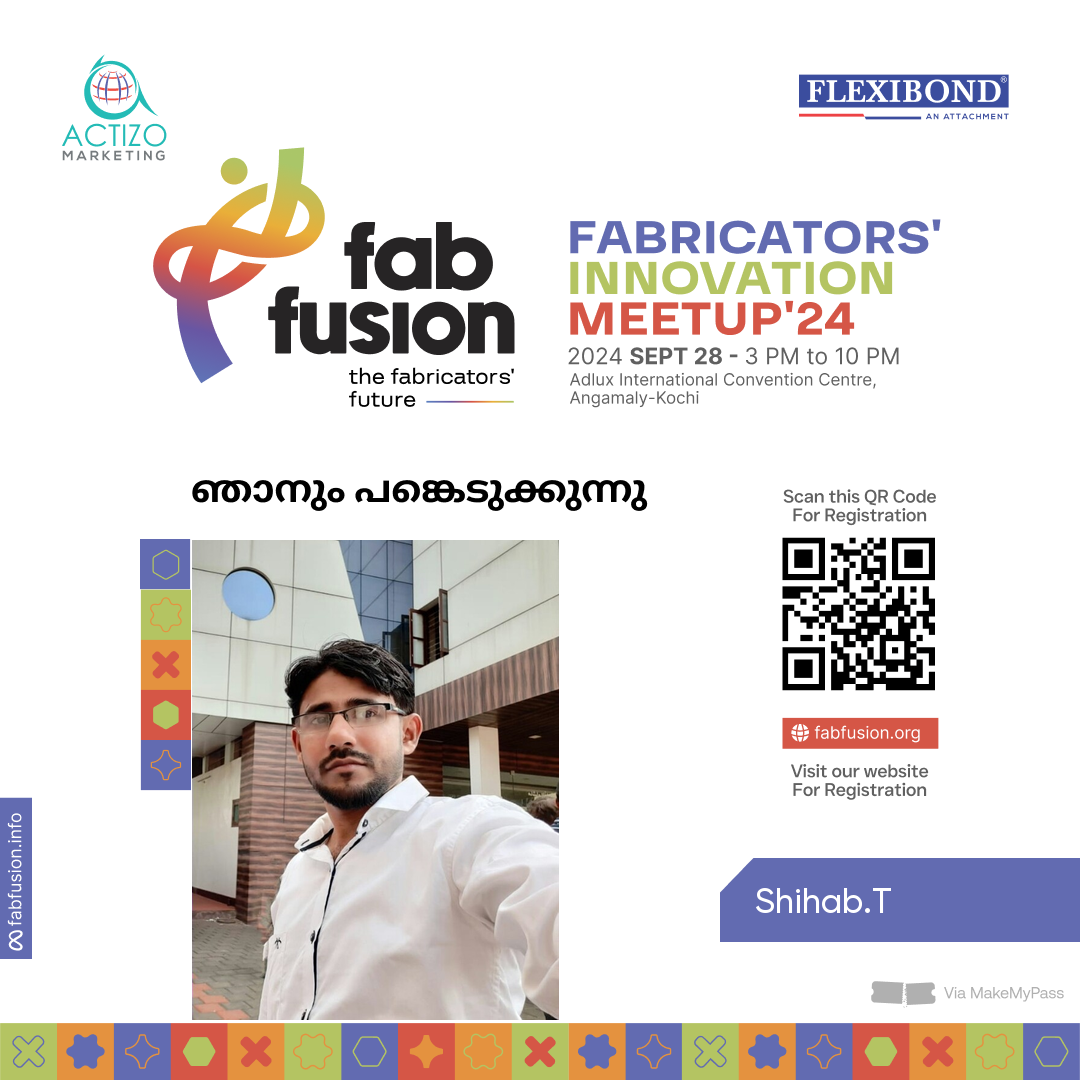 ACTIZO
MARKETING
FLEXIBOND®
AN ATTACHMENT
fab
fusion
the fabricators'
future
FABRICATORS'
INNOVATION
MEETUP'24
2024 SEPT 28 - 3 PM to 10 PM
Adlux International Convention Centre,
Angamaly-Kochi
ഞാനും പങ്കെടുക്കുന്നു
Scan this QR Code
For Registration
fabfusion.org
Visit our website
For Registration
fabfusion.info
Shihab.T
Via MakeMyPass